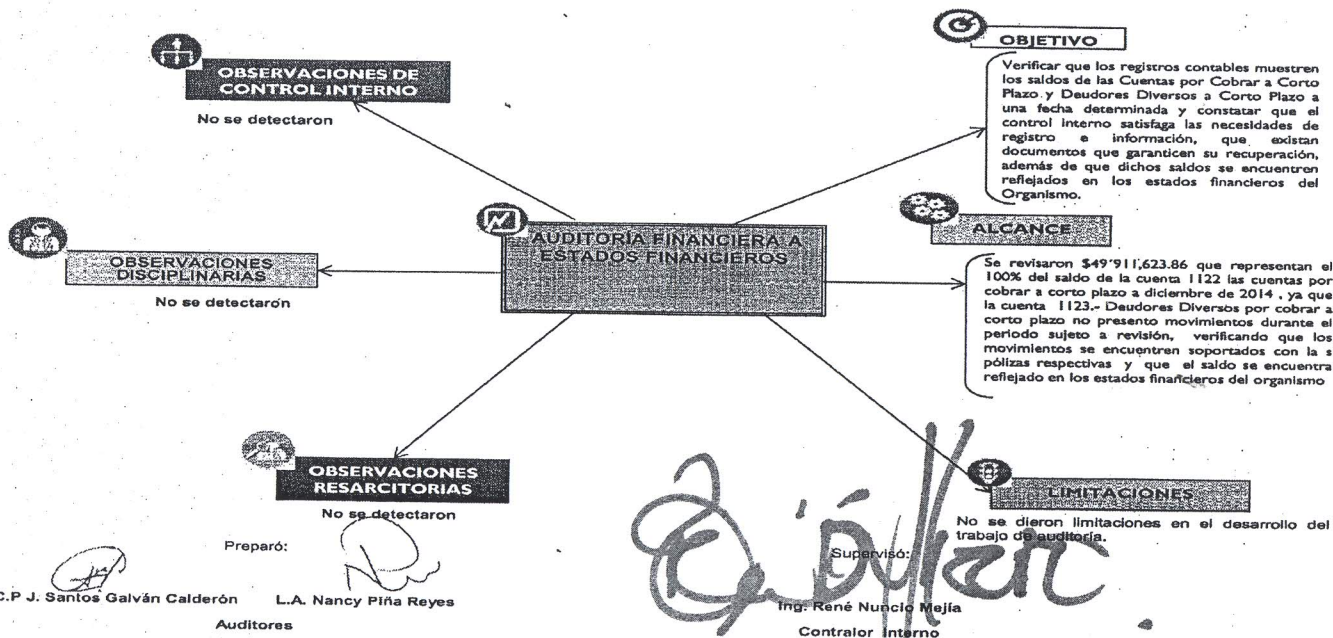 OBSERVACIONES DE
CONTROL INTERNO
No se detectaron
OBJETIVO
Verificar que los registros contables muestren
los saldos de las Cuentas por Cobrar a Corto
Plazo y Deudores Diversos a Corto Plazo a
una fecha determinada y constatar que el
control interno satisfaga las necesidades de
registro e información, que existan
documentos que garanticen su recuperación,
además de que dichos saldos se encuentren
reflejados en los estados financieros del
Organismo.
AUDITORÍA FINANCIERA A
ESTADOS FINANCIEROS
ALCANCE
Se revisaron $49'911,623.86 que representan el
100% del saldo de la cuenta 1122 las cuentas por
cobrar a corto plazo a diciembre de 2014 , ya que
la cuenta 1123.- Deudores Diversos por cobrar a
corto plazo no presento movimientos durante el
periodo sujeto a revisión, verificando que los
movimientos se encuentren soportados con la s
pólizas respectivas y que el saldo se encuentra
reflejado en los estados financieros del organismo
OBSERVACIONES
DISCIPLINARIAS
No se detectaron
OBSERVACIONES
RESARCITORIAS
No se detectaron
LIMITACIONES
No se dieron limitaciones en el desarrollo del
trabajo de auditoría.
Preparó:
C.P J. Santos Galván Calderón
L.A. Nancy Piña Reyes
Auditores
Supervisó:
Ing. René Nuncio Mejía
Contralor Interno